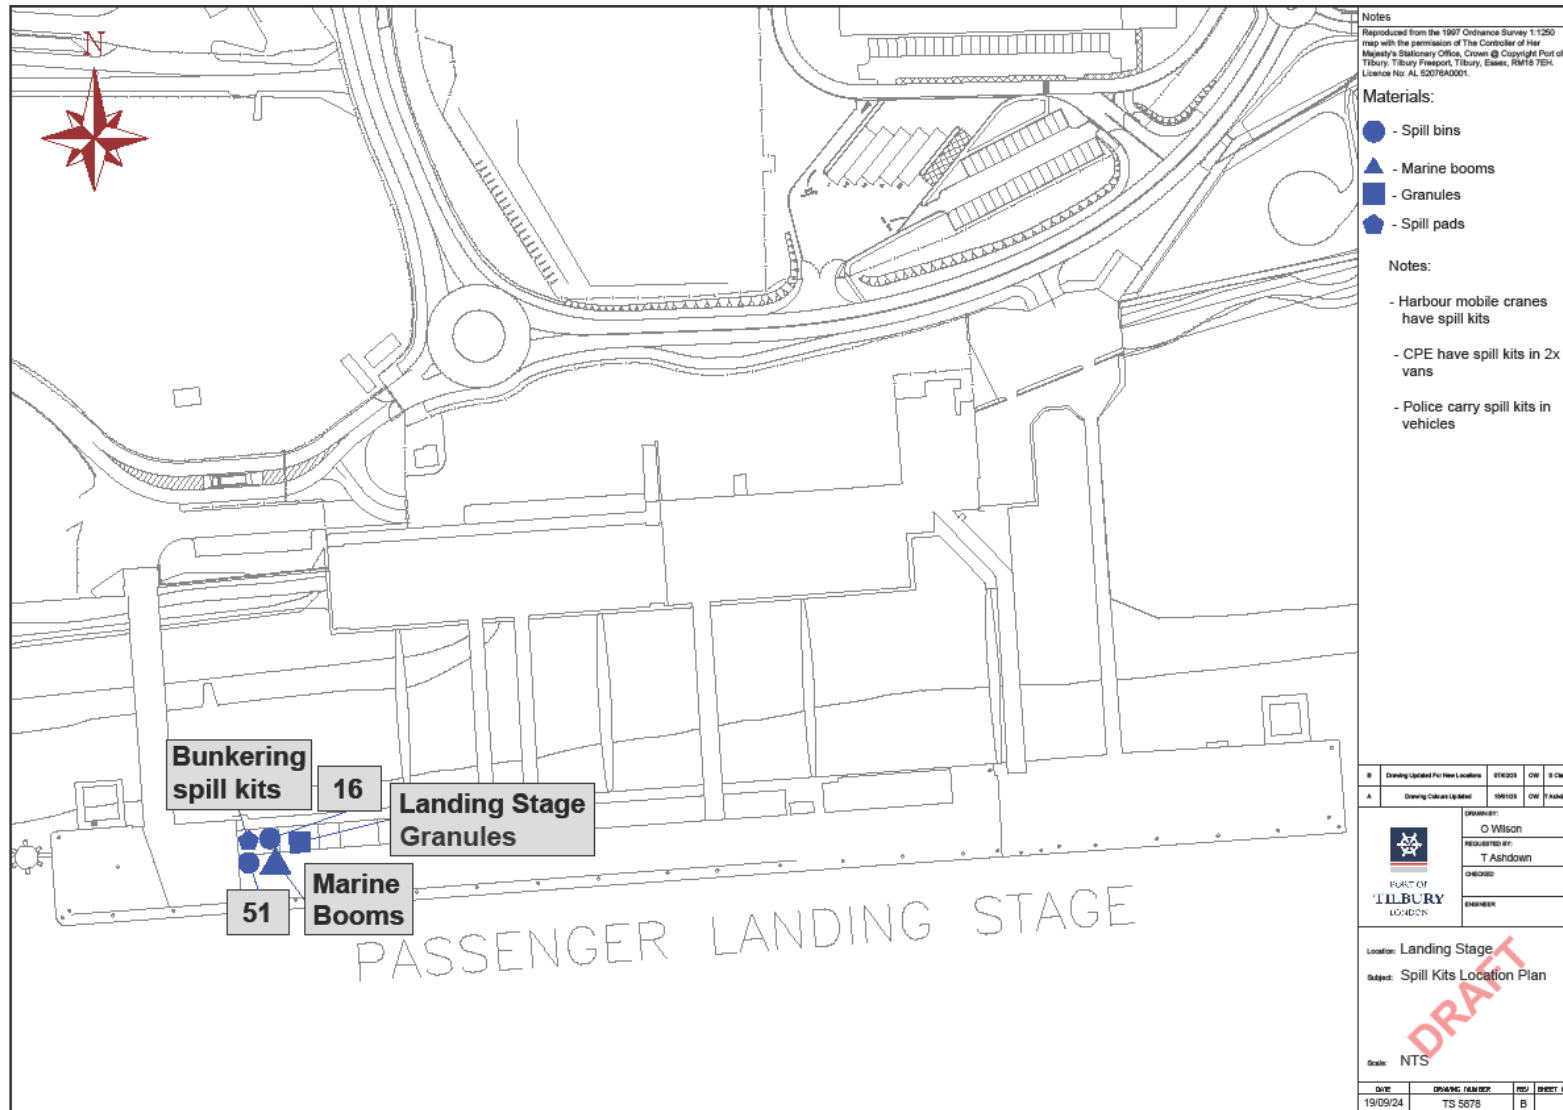 N
Bunkering
spill kits
16
Landing Stage
Granules
51
Marine
Booms
PASSENGER LANDING STAGE
Notes
Reproduced from the 1997 Ordnance Survey 1:1250
map with the permission of The Controller of Her
Majesty's Stationary Office, Crown @ Copyright Port of
Tilbury. Tilbury Freeport, Tilbury, Essex, RM18 7EH.
Licence No: AL 52076A0001.
Materials:
- Spill bins
- Marine booms
- Granules
- Spill pads
Notes:
- Harbour mobile cranes
have spill kits
- CPE have spill kits in 2x
vans
- Police carry spill kits in
vehicles
B Drawing Updated For New Locations CW
A Drawing Colours Updated CW
PORT OF
TILBURY
LONDON
DRAWN BY:
O Wilson
REQUESTED BY:
T Ashdown
CHECKED
ENGINEER
Location: Landing Stage
Subject: Spill Kits Location Plan
DRAFT
Scale: NTS
DATE DRAWING NUMBER REV SHEET
19/09/24 TS 5878 B